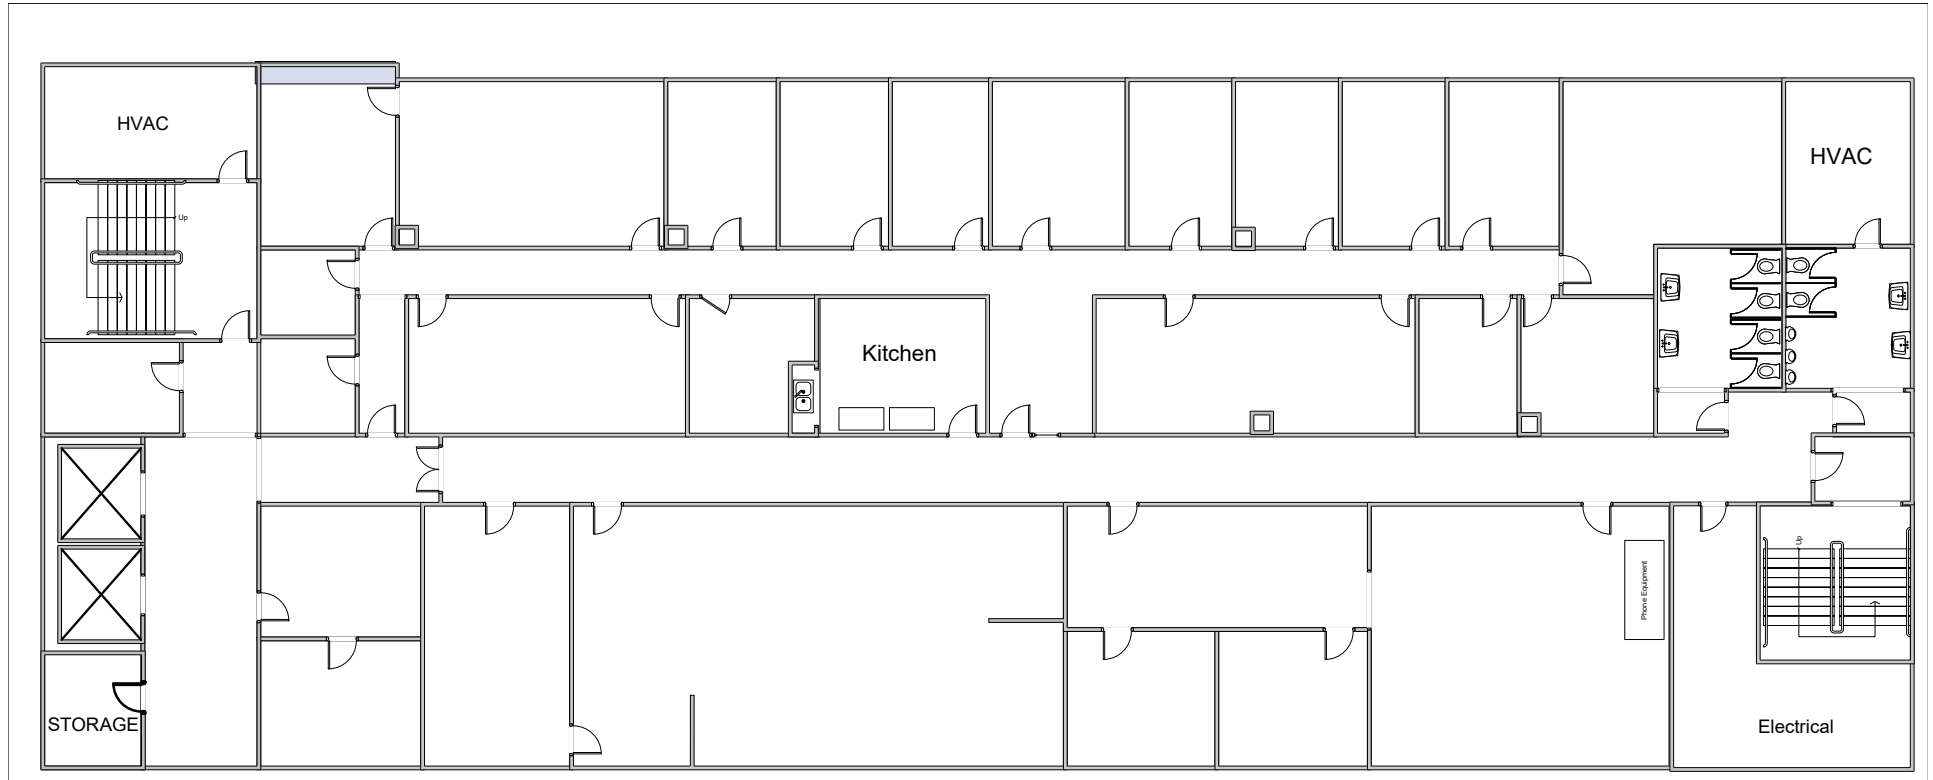 HVAC
HVAC
Up
Kitchen
Up
Phone Equipment
STORAGE
Electrical